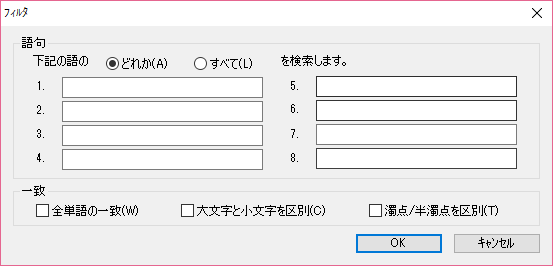 フィルタ
語句
下記の語の どれか(A) すべて(L) を検索します。
1. 5.
2. 6.
3. 7.
4. 8.
一致
全単語の一致(W) 大文字と小文字を区別(C) 濁点/半濁点を区別(T)
OK キャンセル